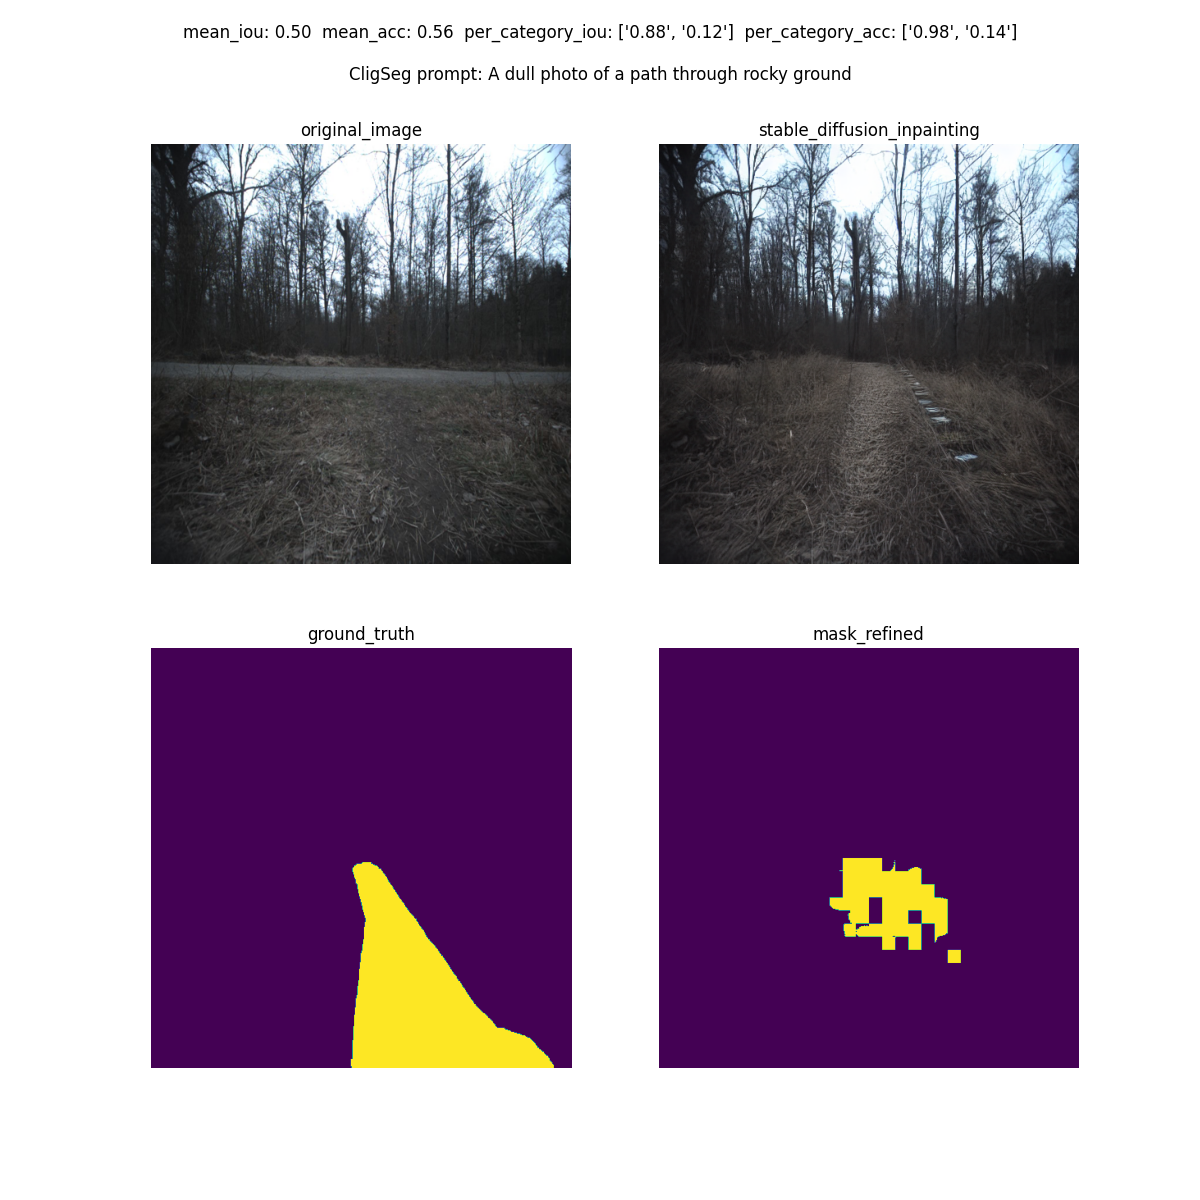 mean_iou: 0.50  mean_acc: 0.56  per_category_iou: ['0.88', '0.12']  per_category_acc: ['0.98', '0.14']
CligSeg prompt: A dull photo of a path through rocky ground
original_image
stable_diffusion_inpainting
ground_truth
mask_refined